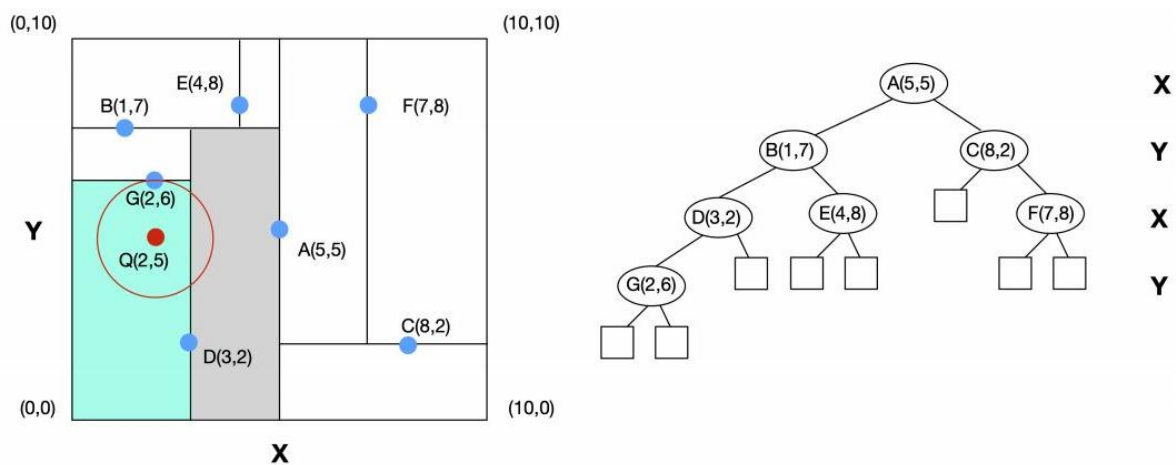 (0,10)
(10,10)
E(4,8)
B(1,7)
F(7,8)
G(2,6)
Y
A(5,5)
Q(2,5)
C(8,2)
D(3,2)
(0,0)
(10,0)
X
A(5,5)
X
B(1,7)
C(8,2)
Y
D(3,2)
E(4,8)
F(7,8)
X
G(2,6)
Y